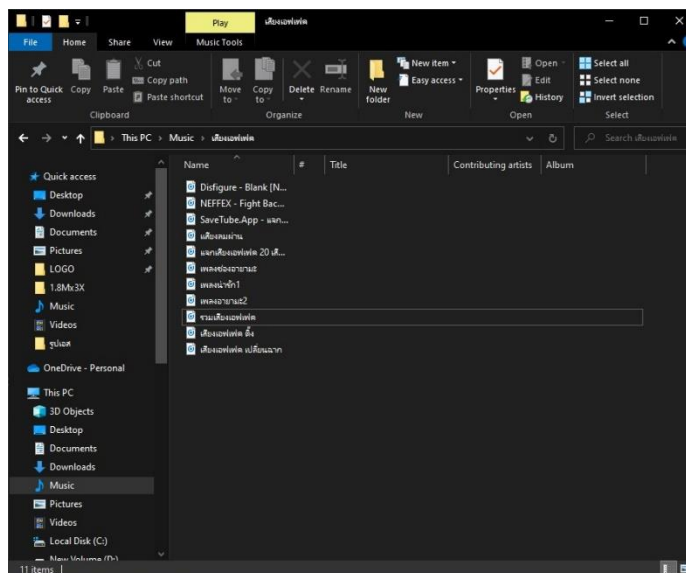 Play
เสียงเอฟเฟค
File
Home
Share
View
Music Tools
Pin to Quick access
Copy
Paste
Cut
Copy path
Paste shortcut
Clipboard
Move to
Copy to
Delete
Rename
Organize
New folder
New item
Easy access
New
Properties
Open
Edit
History
Open
Select all
Select none
Invert selection
Select
This PC > Music > เสียงเอฟเฟค
Search เสียงเอฟเฟค
Quick access
Desktop
Downloads
Documents
Pictures
LOGO
1.8Mx3X
Music
Videos
รูปเอส
OneDrive - Personal
This PC
3D Objects
Desktop
Documents
Downloads
Music
Pictures
Videos
Local Disk (C:)
New Volume (D:)
Name # Title Contributing artists Album
Disfigure - Blank [N...
NEFFEX - Fight Bac...
SaveTube.App - แจก...
เสียงลมผ่าน
แจกเสียงเอฟเฟค 20 เสี...
เพลงช่องอายามะ
เพลงน่ารัก1
เพลงอายามะ2
รวมเสียงเอฟเฟค
เสียงเอฟเฟค ติ้ง
เสียงเอฟเฟค เปลี่ยนฉาก
11 items